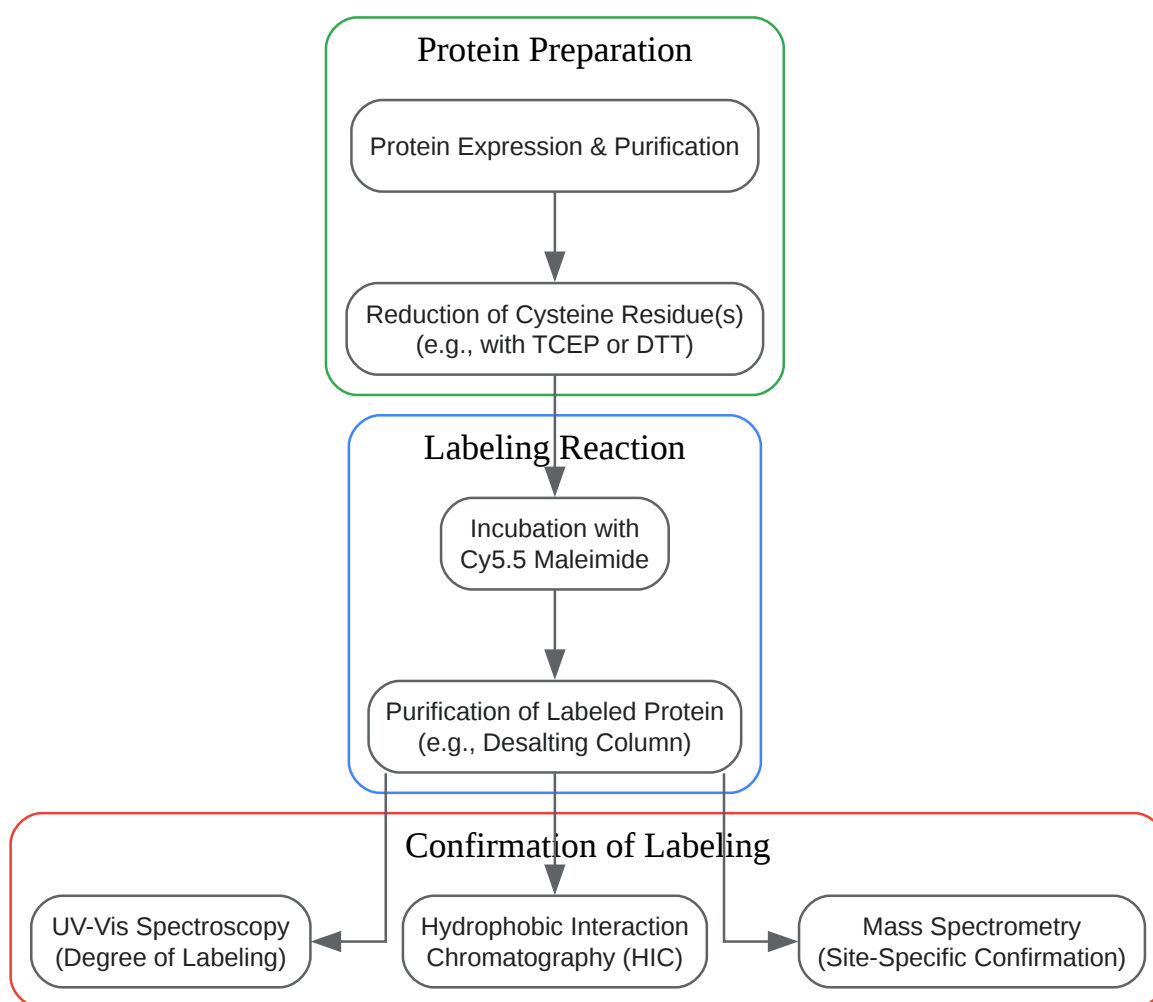 Protein Preparation
Protein Expression & Purification
Reduction of Cysteine Residue(s)
(e.g., with TCEP or DTT)
Labeling Reaction
Incubation with
Cy5.5 Maleimide
Purification of Labeled Protein
(e.g., Desalting Column)
Confirmation of Labeling
UV-Vis Spectroscopy
(Degree of Labeling)
Hydrophobic Interaction
Chromatography (HIC)
Mass Spectrometry
(Site-Specific Confirmation)